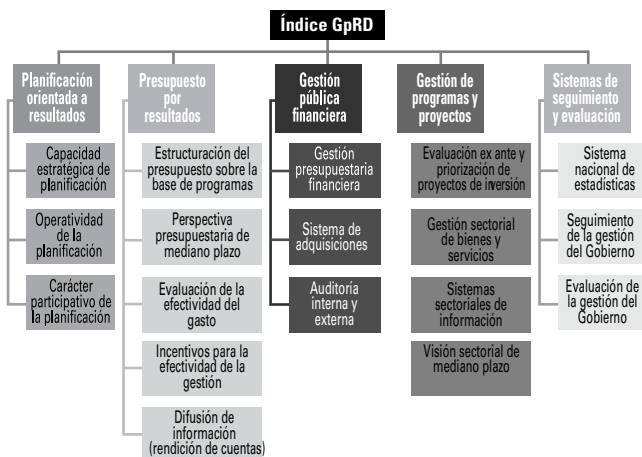 Índice GpRD
Planificación
orientada a
resultados
Capacidad
estratégica de
planificación
Operatividad
de la
planificación
Carácter
participativo de
la planificación
Presupuesto
por
resultados
Estructuración del
presupuesto sobre la
base de programas
Perspectiva
presupuestaria de
mediano plazo
Evaluación de la
efectividad del
gasto
Incentivos para la
efectividad de la
gestión
Difusión de
información
(rendición de cuentas)
Gestión
pública
financiera
Gestión
presupuestaria
financiera
Sistema de
adquisiciones
Auditoría
interna y
externa
Gestión de
programas y
proyectos
Evaluación ex ante y
priorización de
proyectos de inversión
Gestión sectorial
de bienes y
servicios
Sistemas
sectoriales de
información
Visión sectorial de
mediano plazo
Sistemas de
seguimiento
y evaluación
Sistema
nacional de
estadísticas
Seguimiento
de la gestión
del Gobierno
Evaluación de
la gestión del
Gobierno